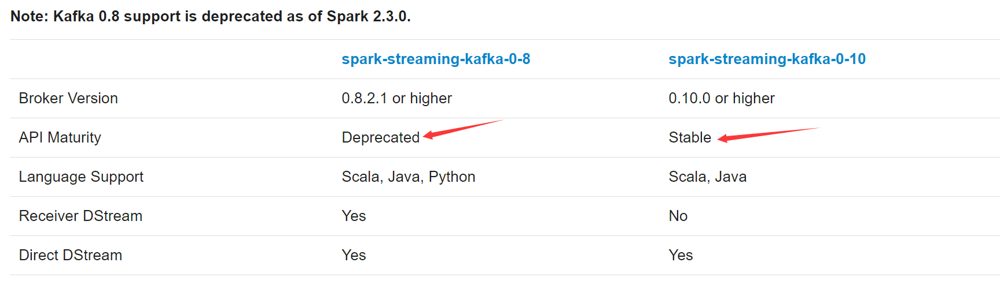 Note: Kafka 0.8 support is deprecated as of Spark 2.3.0.
spark-streaming-kafka-0-8 spark-streaming-kafka-0-10
Broker Version 0.8.2.1 or higher 0.10.0 or higher
API Maturity Deprecated Stable
Language Support Scala, Java, Python Scala, Java
Receiver DStream Yes No
Direct DStream Yes Yes